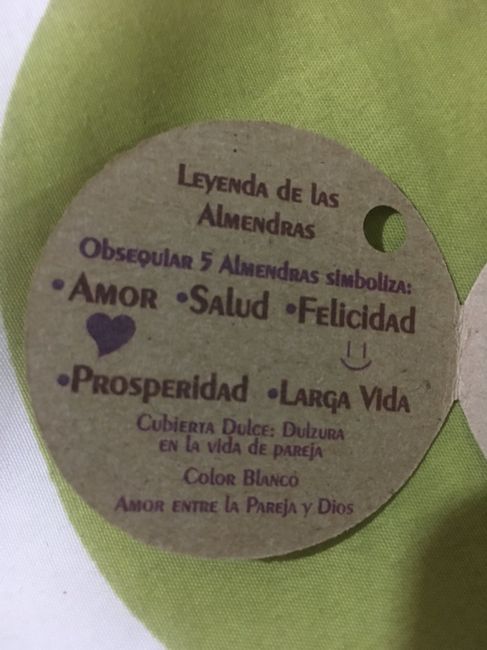 Leyenda de las
Almendras
Obsequiar 5 Almendras simboliza:
•Amor •Salud •Felicidad
•Prosperidad •Larga Vida
Cubierta Dulce: Dulzura
en la vida de pareja
Color Blanco
Amor entre la Pareja y Dios